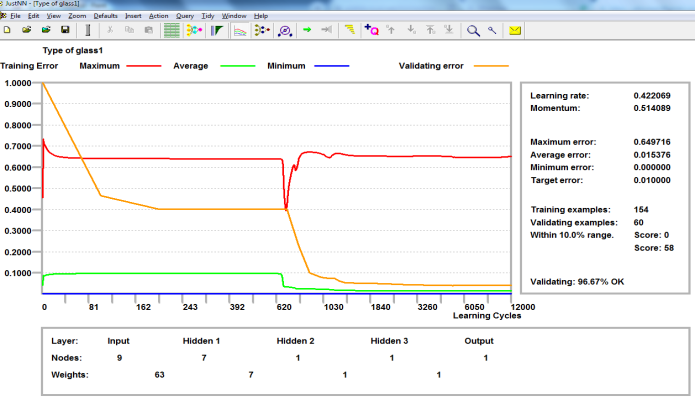 JustNN - [Type of glass1]
File Edit View Zoom Defaults Insert Action Query Tidy Window Help
Type of glass1
Training Error Maximum Average Minimum Validating error
1.0000
0.9000
0.8000
0.7000
0.6000
0.5000
0.4000
0.3000
0.2000
0.1000
0 81 162 243 392 620 1030 1840 3260 6050 12000
Learning Cycles
Learning rate: 0.422069
Momentum: 0.514089
Maximum error: 0.649716
Average error: 0.015376
Minimum error: 0.000000
Target error: 0.010000
Training examples: 154
Validating examples: 60
Within 10.0% range. Score: 0
Score: 58
Validating: 96.67% OK
Layer: Input Hidden 1 Hidden 2 Hidden 3 Output
Nodes: 9 7 1 1 1
Weights: 63 7 1 1